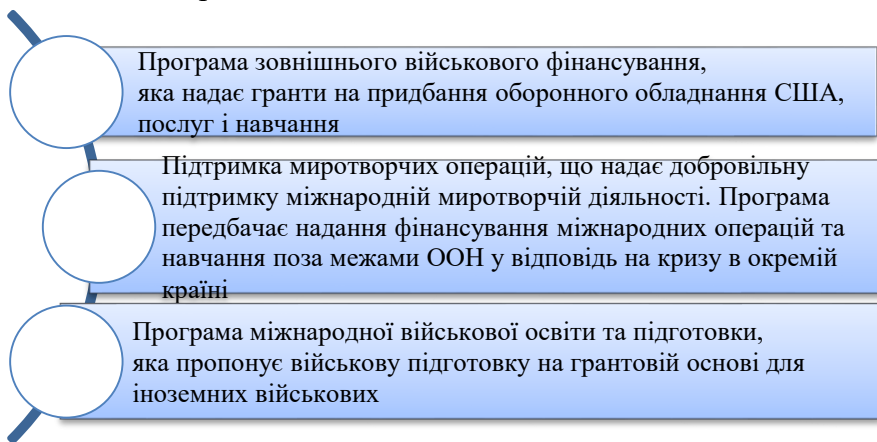 Програма зовнішнього військового фінансування,
яка надає гранти на придбання оборонного обладнання США,
послуг і навчання
Підтримка миротворчих операцій, що надає добровільну
підтримку міжнародній миротворчій діяльності. Програма
передбачає надання фінансування міжнародних операцій та
навчання поза межами ООН у відповідь на кризу в окремій
країні
Програма міжнародної військової освіти та підготовки,
яка пропонує військову підготовку на грантовій основі для
іноземних військових